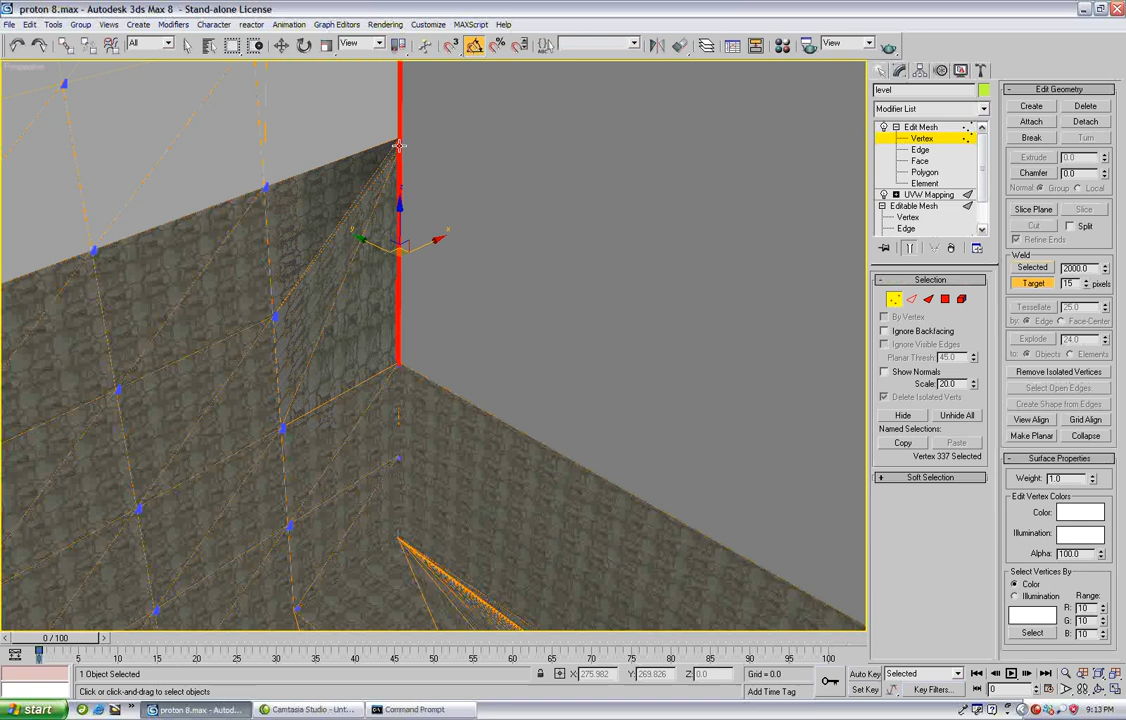 proton 8.max - Autodesk 3ds Max 8 - Stand-alone License
File Edit Tools Group Views Create Modifiers Character reactor Animation Graph Editors Rendering Customize MAXScript Help
All View View
Perspective
level
Modifier List
Edit Mesh
Vertex
Edge
Face
Polygon
Element
UVW Mapping
Editable Mesh
Vertex
Edge
Selection
By Vertex
Ignore Backfacing
Ignore Visible Edges
Planar Thresh: 45.0
Show Normals
Scale: 20.0
Delete Isolated Verts
Hide Unhide All
Named Selections:
Copy Paste
Vertex 337 Selected
Soft Selection
Edit Geometry
Create Delete
Attach Detach
Break Turn
Extrude 0.0
Chamfer 0.0
Normal: Group Local
Slice Plane Slice
Cut Split
Refine Ends
Weld
Selected 2000.0
Target 15 pixels
Tessellate 25.0
by: Edge Face-Center
Explode 24.0
to: Objects Elements
Remove Isolated Vertices
Select Open Edges
Create Shape from Edges
View Align Grid Align
Make Planar Collapse
Surface Properties
Weight: 1.0
Edit Vertex Colors
Color:
Illumination:
Alpha: 100.0
Select Vertices By
Color
Illumination Range:
R: 10
G: 10
B: 10
Select
0 / 100
5 10 15 20 25 30 35 40 45 50 55 60 65 70 75 80 85 90 95 100
1 Object Selected X: 275.982 Y: 269.826 Z: 0.0 Grid = 0.0 Auto Key Selected
Click or click-and-drag to select objects Add Time Tag Set Key Key Filters... 0
start proton 8.max - Autod... Camtasia Studio - Unt... Command Prompt 9:13 PM